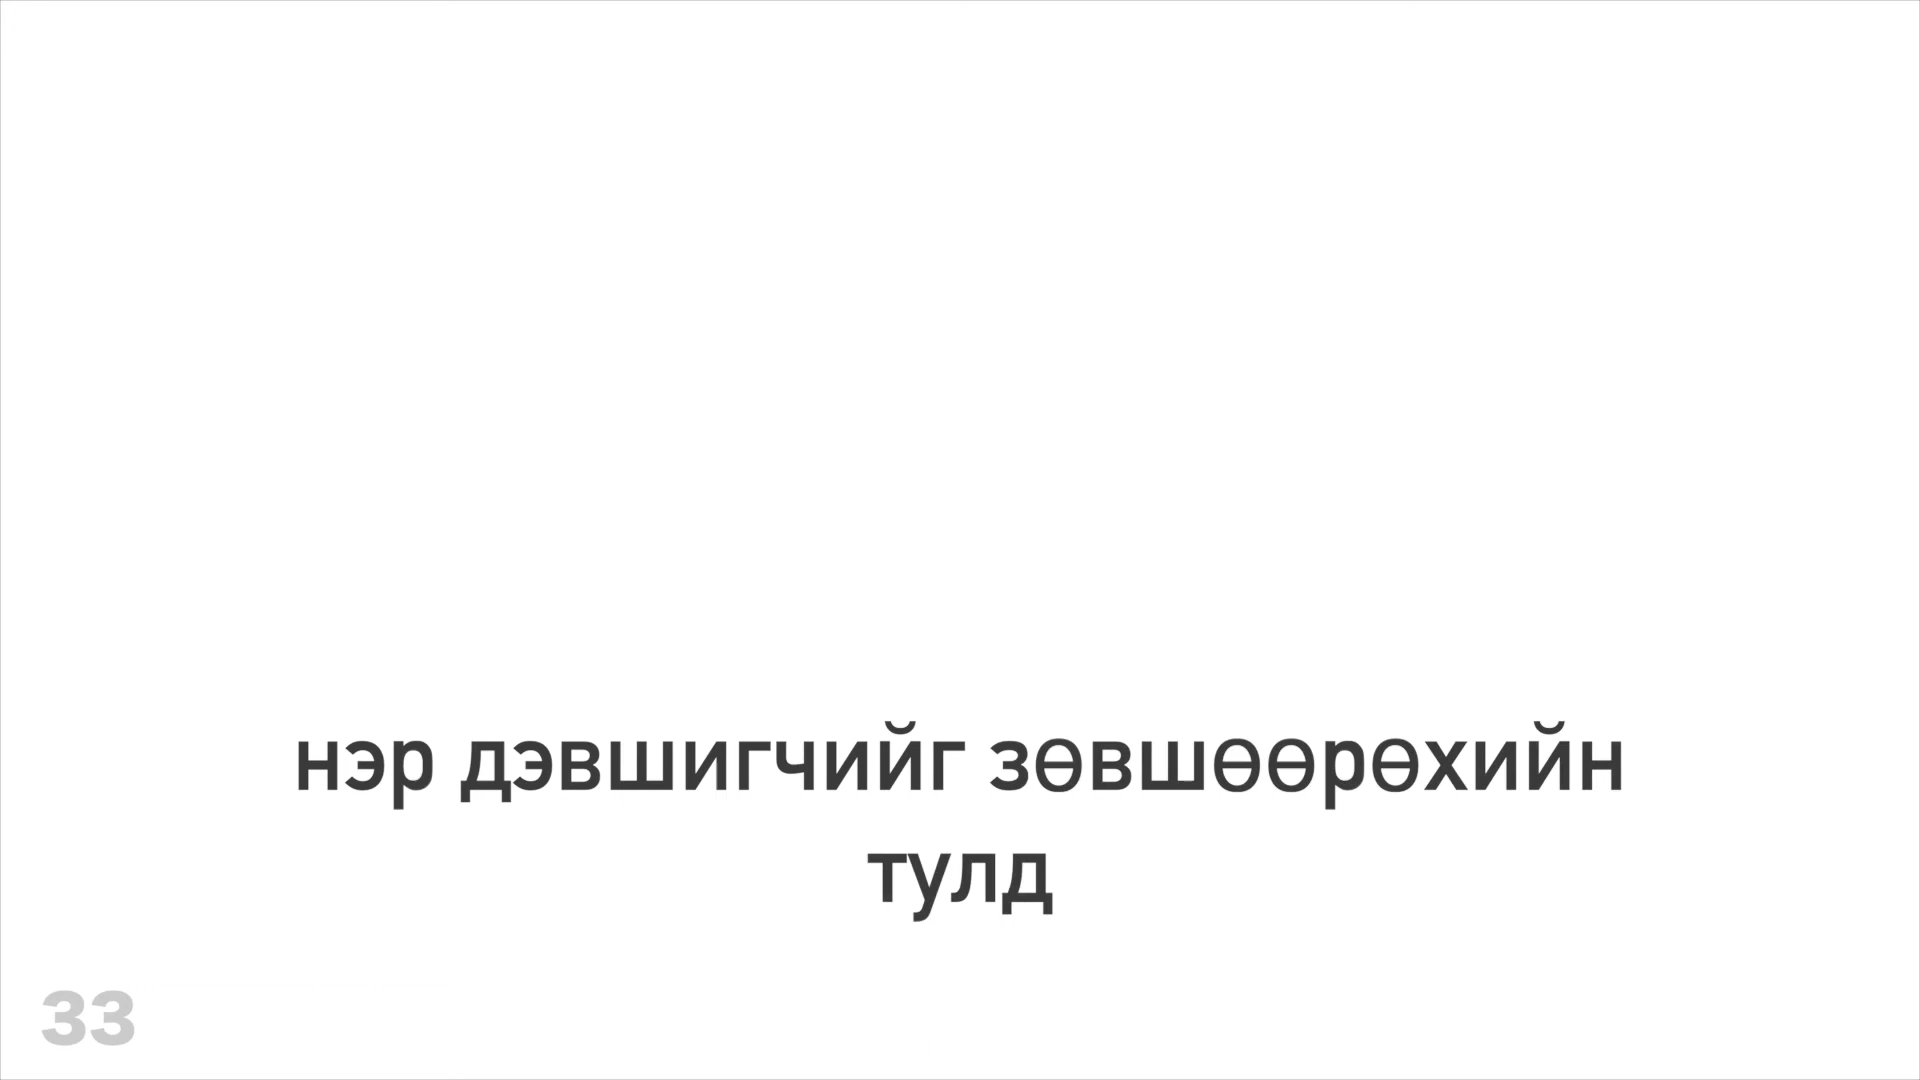 нэр дэвшигчийг зөвшөөрөхийн
тулд
33